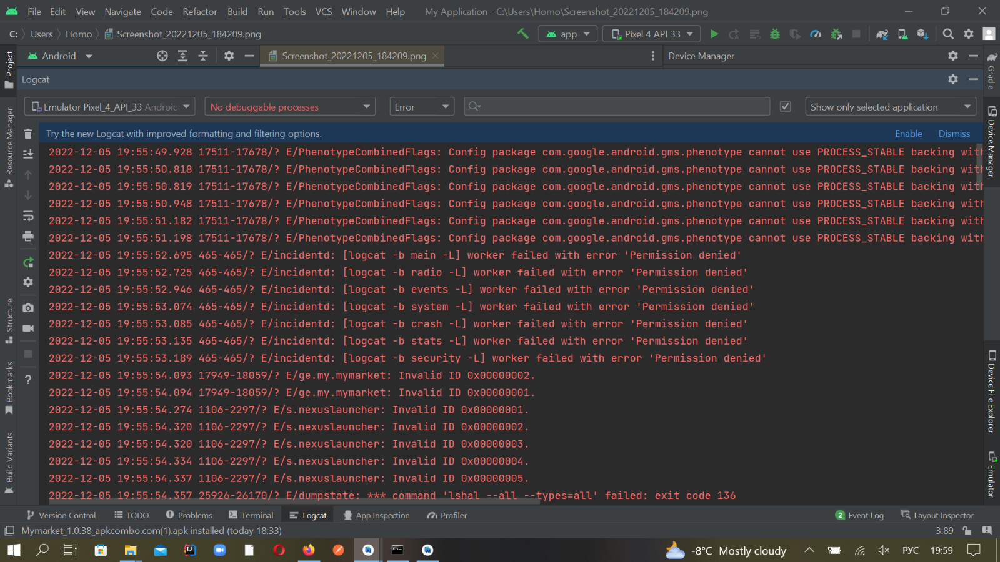 File Edit View Navigate Code Refactor Build Run Tools VCS Window Help My Application - C:\Users\Homo\Screenshot_20221205_184209.png
C: Users Homo Screenshot_20221205_184209.png app Pixel 4 API 33
Project
Android Screenshot_20221205_184209.png Device Manager
Gradle
Logcat
Emulator Pixel_4_API_33 Androic No debuggable processes Error Show only selected application
Resource Manager
Device Manager
Try the new Logcat with improved formatting and filtering options. Enable Dismiss
2022-12-05 19:55:49.928 17511-17678/? E/PhenotypeCombinedFlags: Config package com.google.android.gms.phenotype cannot use PROCESS_STABLE backing with
2022-12-05 19:55:50.818 17511-17678/? E/PhenotypeCombinedFlags: Config package com.google.android.gms.phenotype cannot use PROCESS_STABLE backing with
2022-12-05 19:55:50.819 17511-17678/? E/PhenotypeCombinedFlags: Config package com.google.android.gms.phenotype cannot use PROCESS_STABLE backing with
2022-12-05 19:55:50.948 17511-17678/? E/PhenotypeCombinedFlags: Config package com.google.android.gms.phenotype cannot use PROCESS_STABLE backing with
2022-12-05 19:55:51.182 17511-17678/? E/PhenotypeCombinedFlags: Config package com.google.android.gms.phenotype cannot use PROCESS_STABLE backing with
2022-12-05 19:55:51.198 17511-17678/? E/PhenotypeCombinedFlags: Config package com.google.android.gms.phenotype cannot use PROCESS_STABLE backing with
2022-12-05 19:55:52.695 465-465/? E/incidentd: [logcat -b main -L] worker failed with error 'Permission denied'
2022-12-05 19:55:52.725 465-465/? E/incidentd: [logcat -b radio -L] worker failed with error 'Permission denied'
2022-12-05 19:55:52.946 465-465/? E/incidentd: [logcat -b events -L] worker failed with error 'Permission denied'
2022-12-05 19:55:53.074 465-465/? E/incidentd: [logcat -b system -L] worker failed with error 'Permission denied'
2022-12-05 19:55:53.085 465-465/? E/incidentd: [logcat -b crash -L] worker failed with error 'Permission denied'
2022-12-05 19:55:53.135 465-465/? E/incidentd: [logcat -b stats -L] worker failed with error 'Permission denied'
2022-12-05 19:55:53.189 465-465/? E/incidentd: [logcat -b security -L] worker failed with error 'Permission denied'
2022-12-05 19:55:54.093 17949-18059/? E/ge.my.mymarket: Invalid ID 0x00000002.
2022-12-05 19:55:54.094 17949-18059/? E/ge.my.mymarket: Invalid ID 0x00000001.
2022-12-05 19:55:54.274 1106-2297/? E/s.nexuslauncher: Invalid ID 0x00000001.
2022-12-05 19:55:54.320 1106-2297/? E/s.nexuslauncher: Invalid ID 0x00000002.
2022-12-05 19:55:54.320 1106-2297/? E/s.nexuslauncher: Invalid ID 0x00000003.
2022-12-05 19:55:54.334 1106-2297/? E/s.nexuslauncher: Invalid ID 0x00000004.
2022-12-05 19:55:54.337 1106-2297/? E/s.nexuslauncher: Invalid ID 0x00000005.
2022-12-05 19:55:54.357 25926-26170/? E/dumpstate: *** command 'lshal --all --types=all' failed: exit code 136
Structure
Bookmarks
Build Variants
Device File Explorer
Emulator
Version Control TODO Problems Terminal Logcat App Inspection Profiler 2 Event Log Layout Inspector
Mymarket_1.0.38_apkcombo.com(1).apk installed (today 18:33) 3:89
-8°C Mostly cloudy РУС 19:59